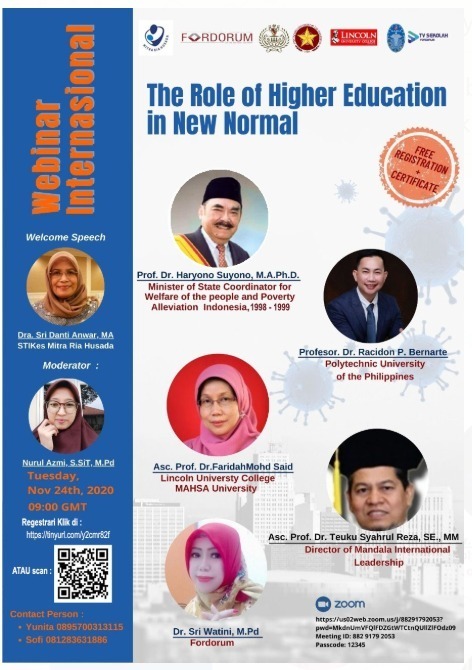 MITRA RIA HUSADA
FORDORUM
LINCOLN
UNIVERSITY COLLEGE
TV SEKOLAH
Webinar
Internasional
The Role of Higher Education
in New Normal
FREE
REGISTRATION
+
CERTIFICATE
Welcome Speech
Dra. Sri Danti Anwar, MA
STIKes Mitra Ria Husada
Moderator :
Nurul Azmi, S.SiT, M.Pd
Tuesday,
Nov 24th, 2020
09:00 GMT
Regestrari Klik di :
https://tinyurl.com/y2cmr82f
ATAU scan :
Contact Person :
Yunita 0895700313115
Sofi 081283631886
Prof. Dr. Haryono Suyono, M.A.Ph.D.
Minister of State Coordinator for
Welfare of the people and Poverty
Alleviation Indonesia,1998 - 1999
Profesor. Dr. Racidon P. Bernarte
Polytechnic University
of the Philippines
Asc. Prof. Dr.FaridahMohd Said
Lincoln Universty College
MAHSA University
Asc. Prof. Dr. Teuku Syahrul Reza, SE., MM
Director of Mandala International
Leadership
Dr. Sri Watini, M.Pd
Fordorum
zoom
https://us02web.zoom.us/j/88291792053?
Meeting ID: 882 9179 2053
Passcode: 12345